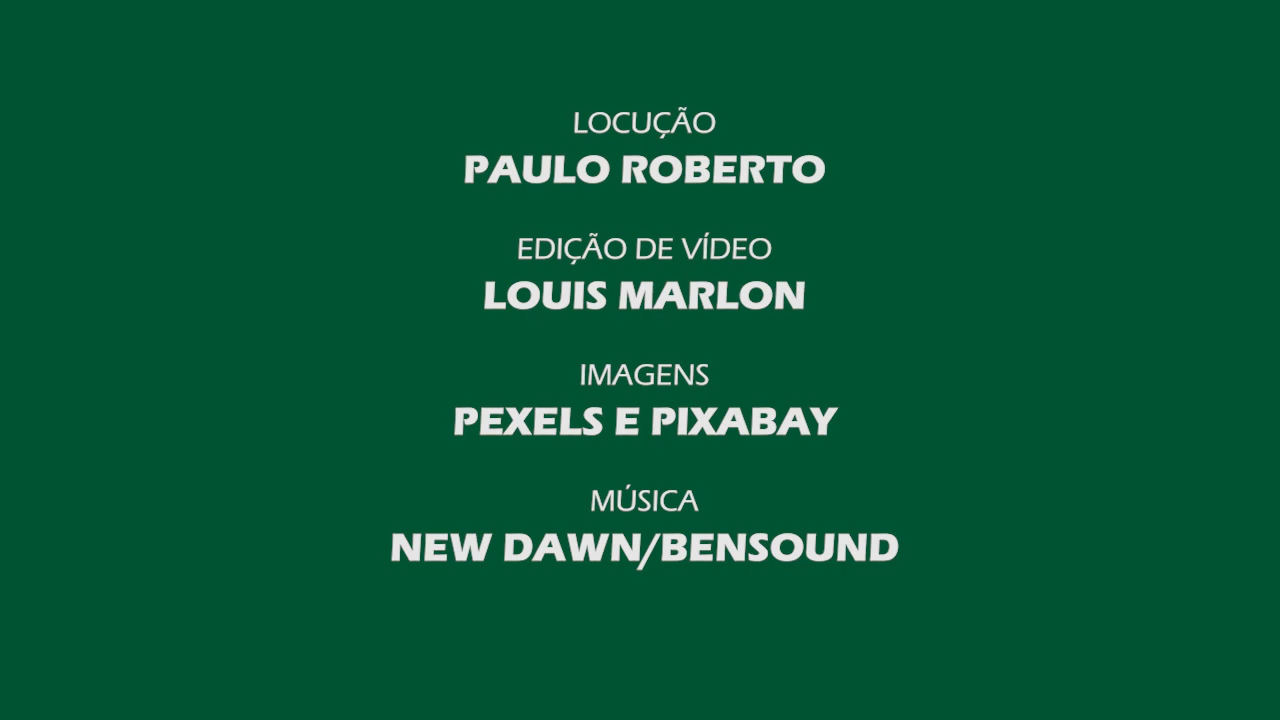 LOCUÇÃO
PAULO ROBERTO
EDIÇÃO DE VÍDEO
LOUIS MARLON
IMAGENS
PEXELS E PIXABAY
MÚSICA
NEW DAWN/BENSOUND